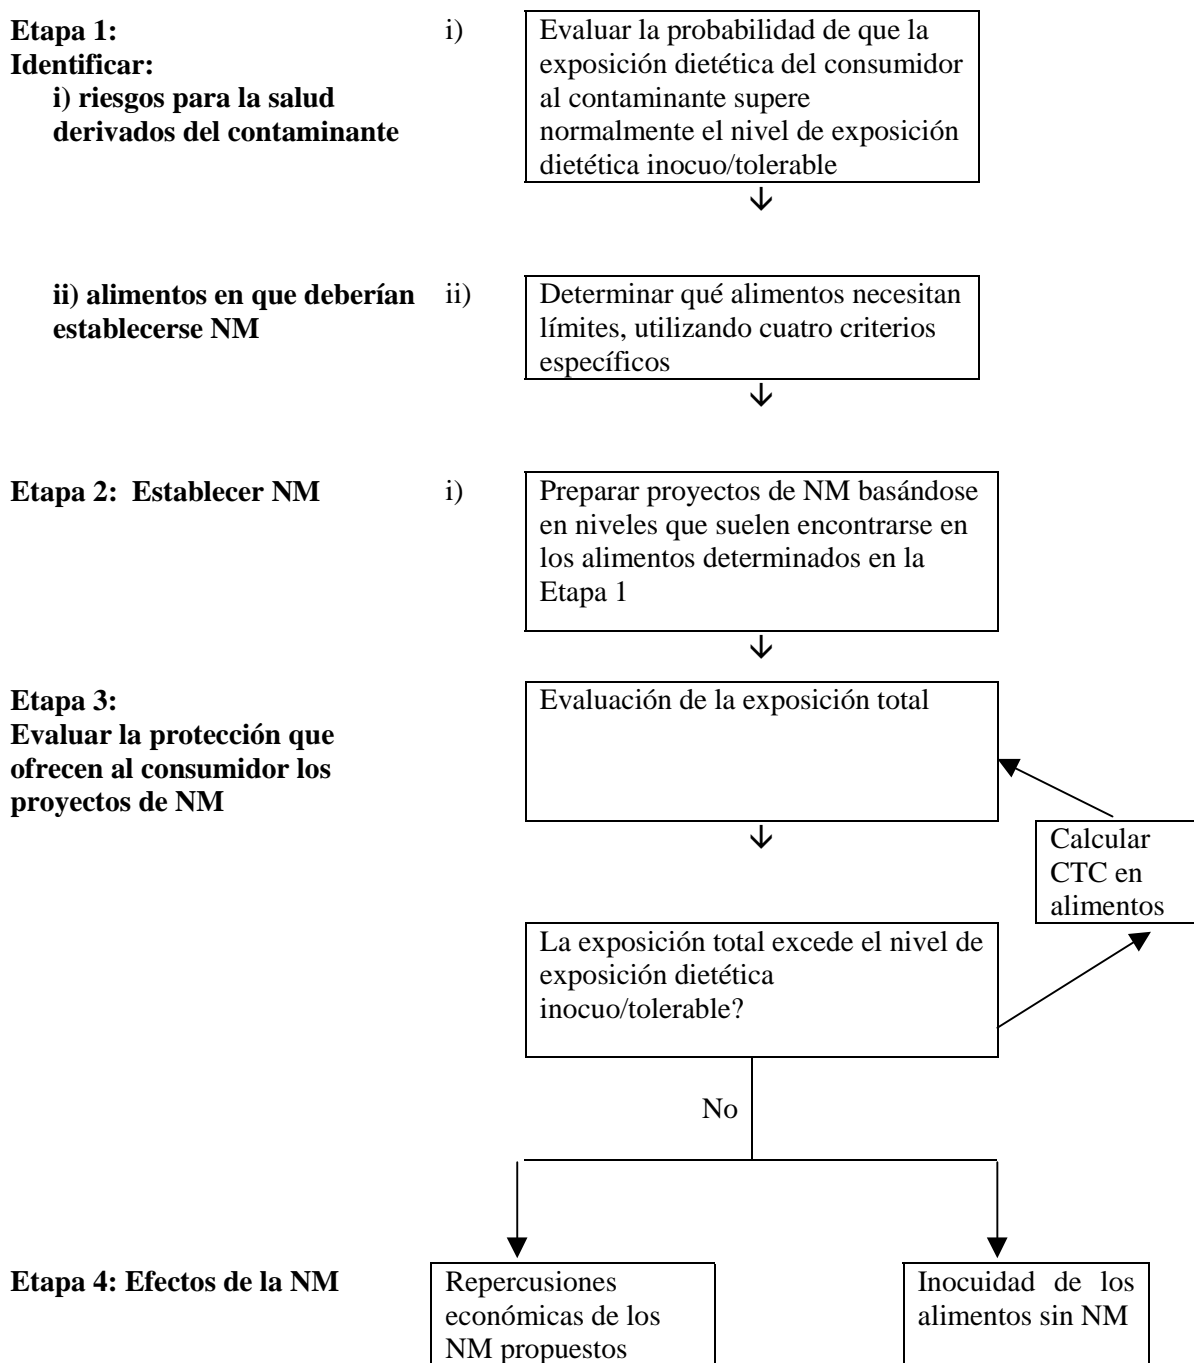 Etapa 1:
Identificar:
i) riesgos para la salud
derivados del contaminante
i)
Evaluar la probabilidad de que la
exposición dietética del consumidor
al contaminante supere
normalmente el nivel de exposición
dietética inocuo/tolerable
ii) alimentos en que deberían
establecerse NM
ii)
Determinar qué alimentos necesitan
límites, utilizando cuatro criterios
específicos
Etapa 2:  Establecer NM
i)
Preparar proyectos de NM basándose
en niveles que suelen encontrarse en
los alimentos determinados en la
Etapa 1
Etapa 3:
Evaluar la protección que
ofrecen al consumidor los
proyectos de NM
Evaluación de la exposición total
Calcular
CTC en
alimentos
La exposición total excede el nivel de
exposición dietética
inocuo/tolerable?
No
Etapa 4: Efectos de la NM
Repercusiones
económicas de los
NM propuestos
Inocuidad de los
alimentos sin NM